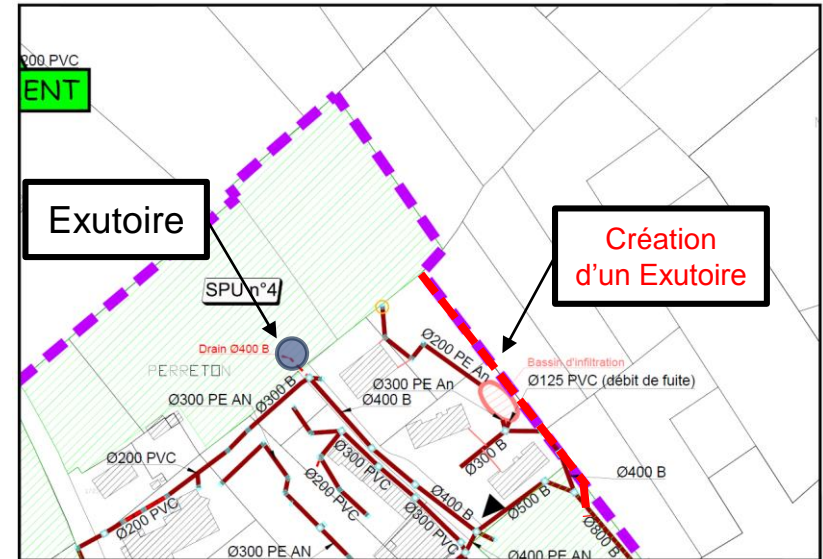 200 PVC
ENT
Exutoire
Création
d'un Exutoire
SPU n°4
Drain Ø400 B
PERRETON
Ø200 PE An
Bassin d'infiltration
Ø125 PVC (débit de fuite)
Ø300 PE An
Ø400 B
Ø300 PE AN
Ø300 B
Ø200 PVC
Ø300 PVC
Ø300 B
Ø400 B
Ø200 PVC
Ø400 B
Ø500 B
Ø200 PVC
Ø300 PVC
Ø800 B
Ø300 PE AN
Ø400 PE AN